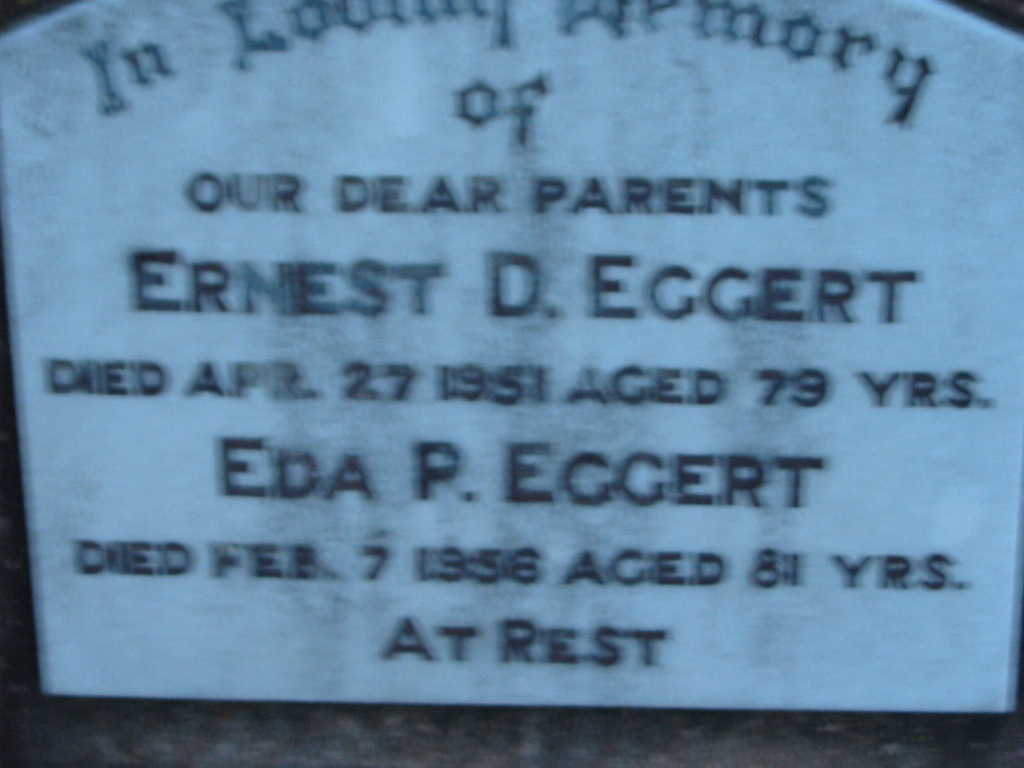 In Loving Memory
of
OUR DEAR PARENTS
ERNEST D. EGGERT
DIED APR. 27 1951 AGED 79 YRS.
EDA P. EGGERT
DIED FEB. 7 1956 AGED 81 YRS.
AT REST